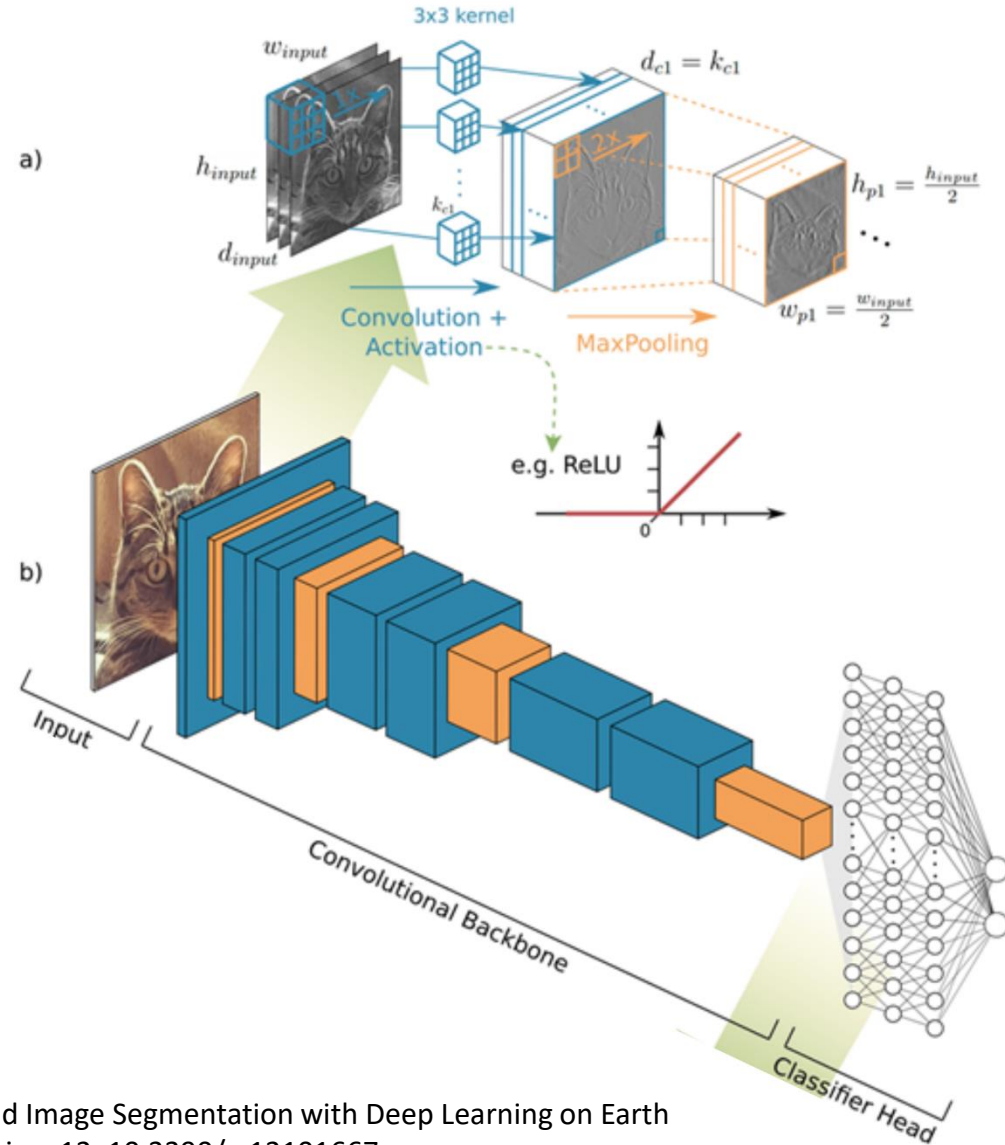 3x3 kernel
w_input
d_c1 = k_c1
1x
2x
a)
h_input
k_c1
h_p1 = h_input/2
d_input
w_p1 = w_input/2
Convolution +
Activation
MaxPooling
e.g. ReLU
0
b)
Input
Convolutional Backbone
Classifier Head
d Image Segmentation with Deep Learning on Earth